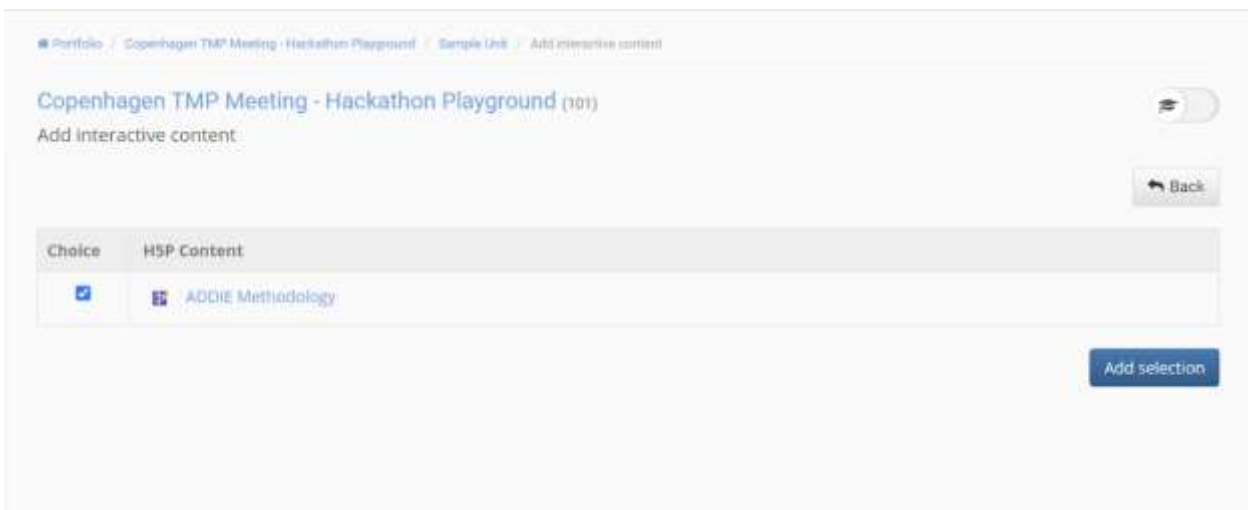 Portfolio / Copenhagen TMP Meeting - Hackathon Playground / Sample Unit / Add interactive content
Copenhagen TMP Meeting - Hackathon Playground (101)
Add interactive content
Back
Choice H5P Content
ADDIE Methodology
Add selection